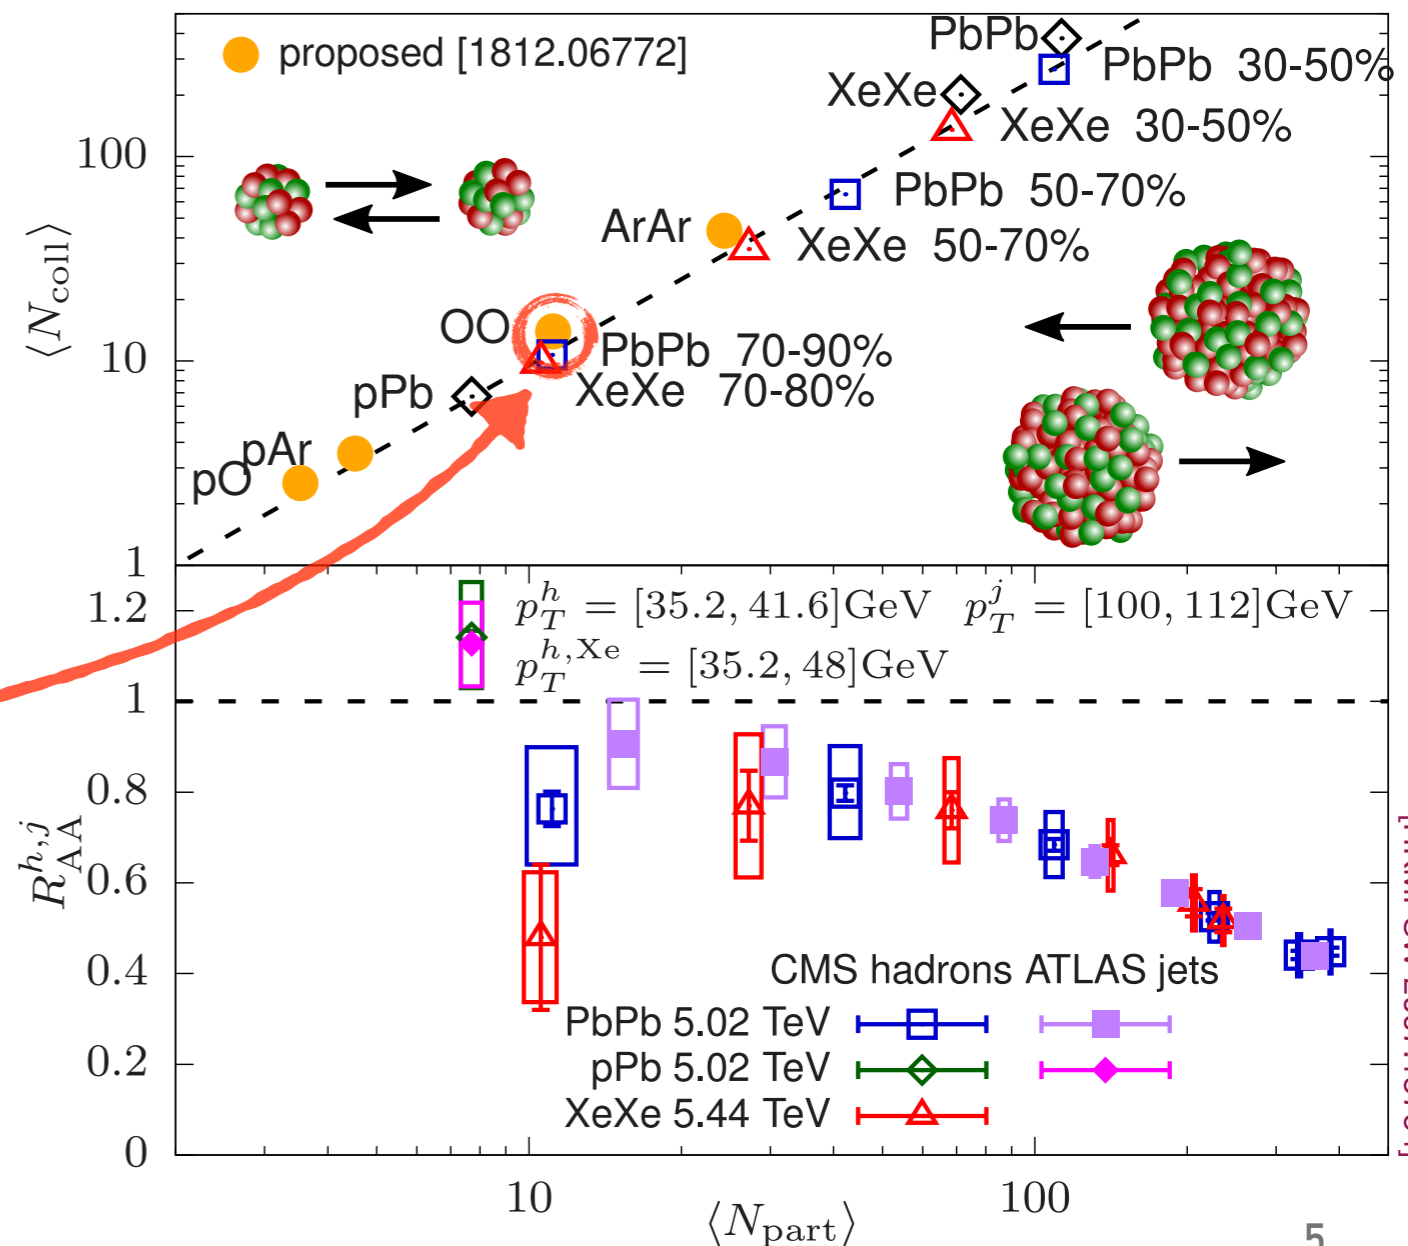 proposed [1812.06772]
PbPb
PbPb 30-50%
XeXe
XeXe 30-50%
100
PbPb 50-70%
ArAr
XeXe 50-70%
⟨N_coll⟩
OO
PbPb 70-90%
10
XeXe 70-80%
pPb
pAr
pO
1
1.2
p_T^h = [35.2, 41.6]GeV p_T^j = [100, 112]GeV
p_T^{h,Xe} = [35.2, 48]GeV
1
0.8
R_AA^{h,j}
0.6
0.4
CMS hadrons ATLAS jets
PbPb 5.02 TeV
0.2
pPb 5.02 TeV
XeXe 5.44 TeV
0
10 100
⟨N_part⟩
5